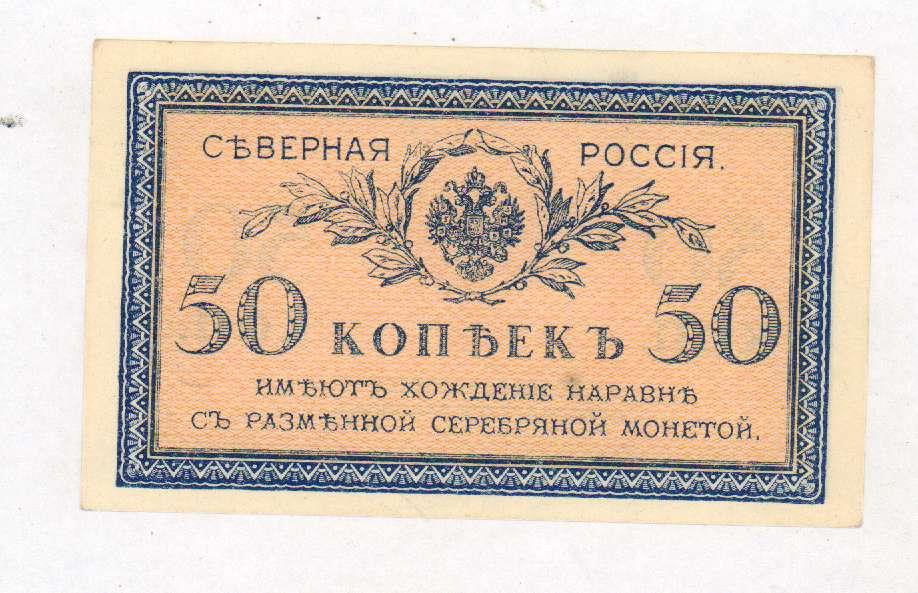 СѢВЕРНАЯ РОССІЯ.
50 КОПѢЕКЪ 50
ИМѢЮТЪ ХОЖДЕНІЕ НАРАВНѢ
СЪ РАЗМѢННОЙ СЕРЕБРЯНОЙ МОНЕТОЙ.